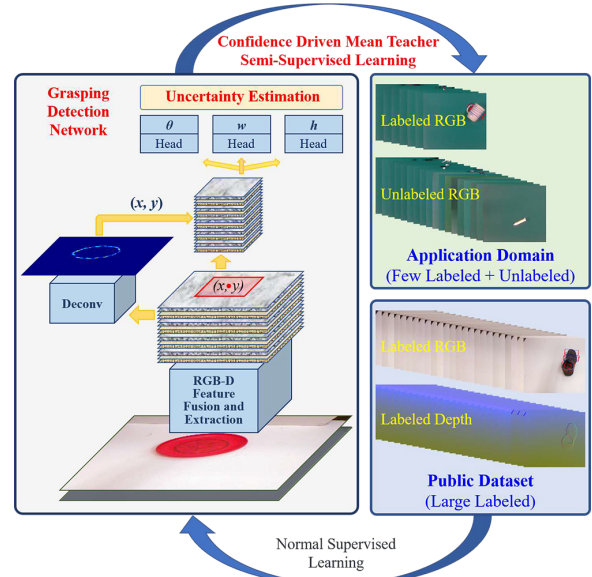 Confidence Driven Mean Teacher
Semi-Supervised Learning
Grasping
Detection
Network
Uncertainty Estimation
θ
w
h
Head
Head
Head
(x, y)
Deconv
(x,y)
RGB-D
Feature
Fusion and
Extraction
Labeled RGB
Unlabeled RGB
Application Domain
(Few Labeled + Unlabeled)
Labeled RGB
Labeled Depth
Public Dataset
(Large Labeled)
Normal Supervised
Learning